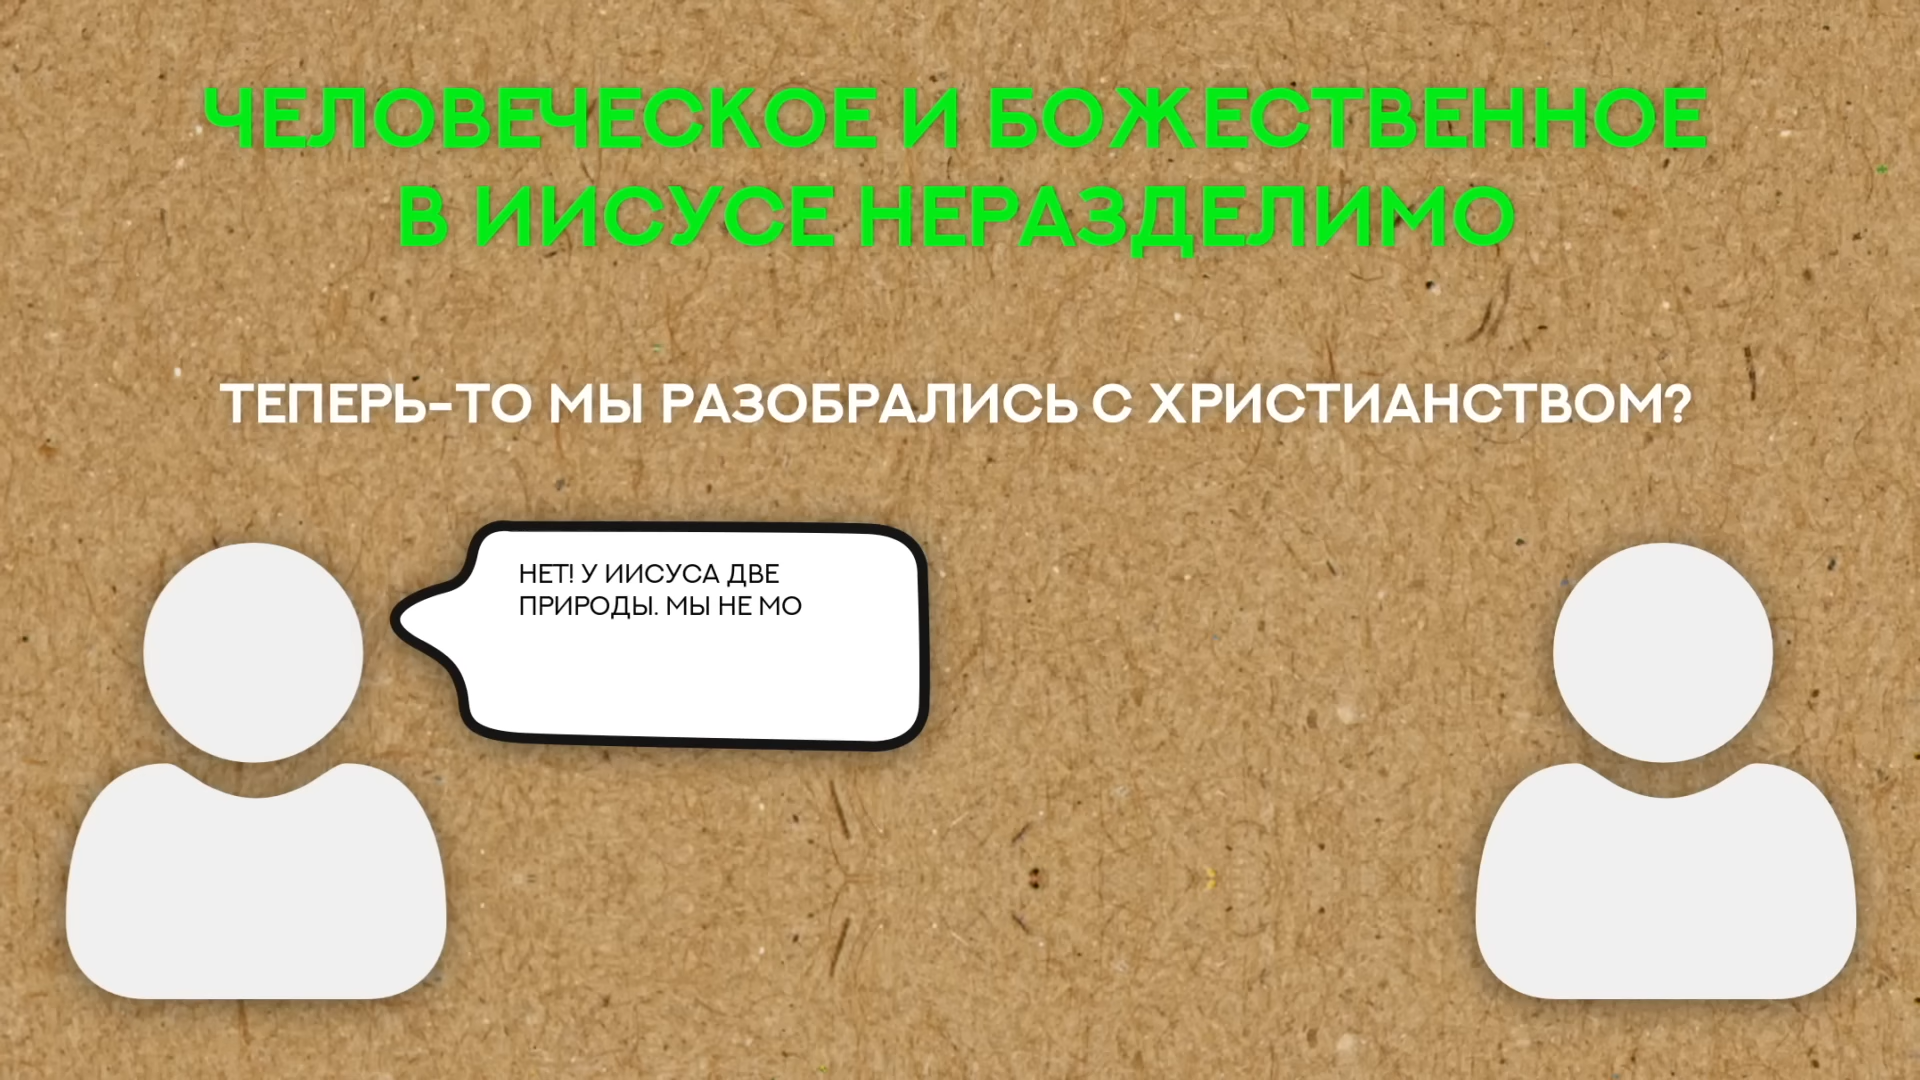 ЧЕЛОВЕЧЕСКОЕ И БОЖЕСТВЕННОЕ
В ИИСУСЕ НЕРАЗДЕЛИМО
ТЕПЕРЬ-ТО МЫ РАЗОБРАЛИСЬ С ХРИСТИАНСТВОМ?
НЕТ! У ИИСУСА ДВЕ
ПРИРОДЫ. МЫ НЕ МО